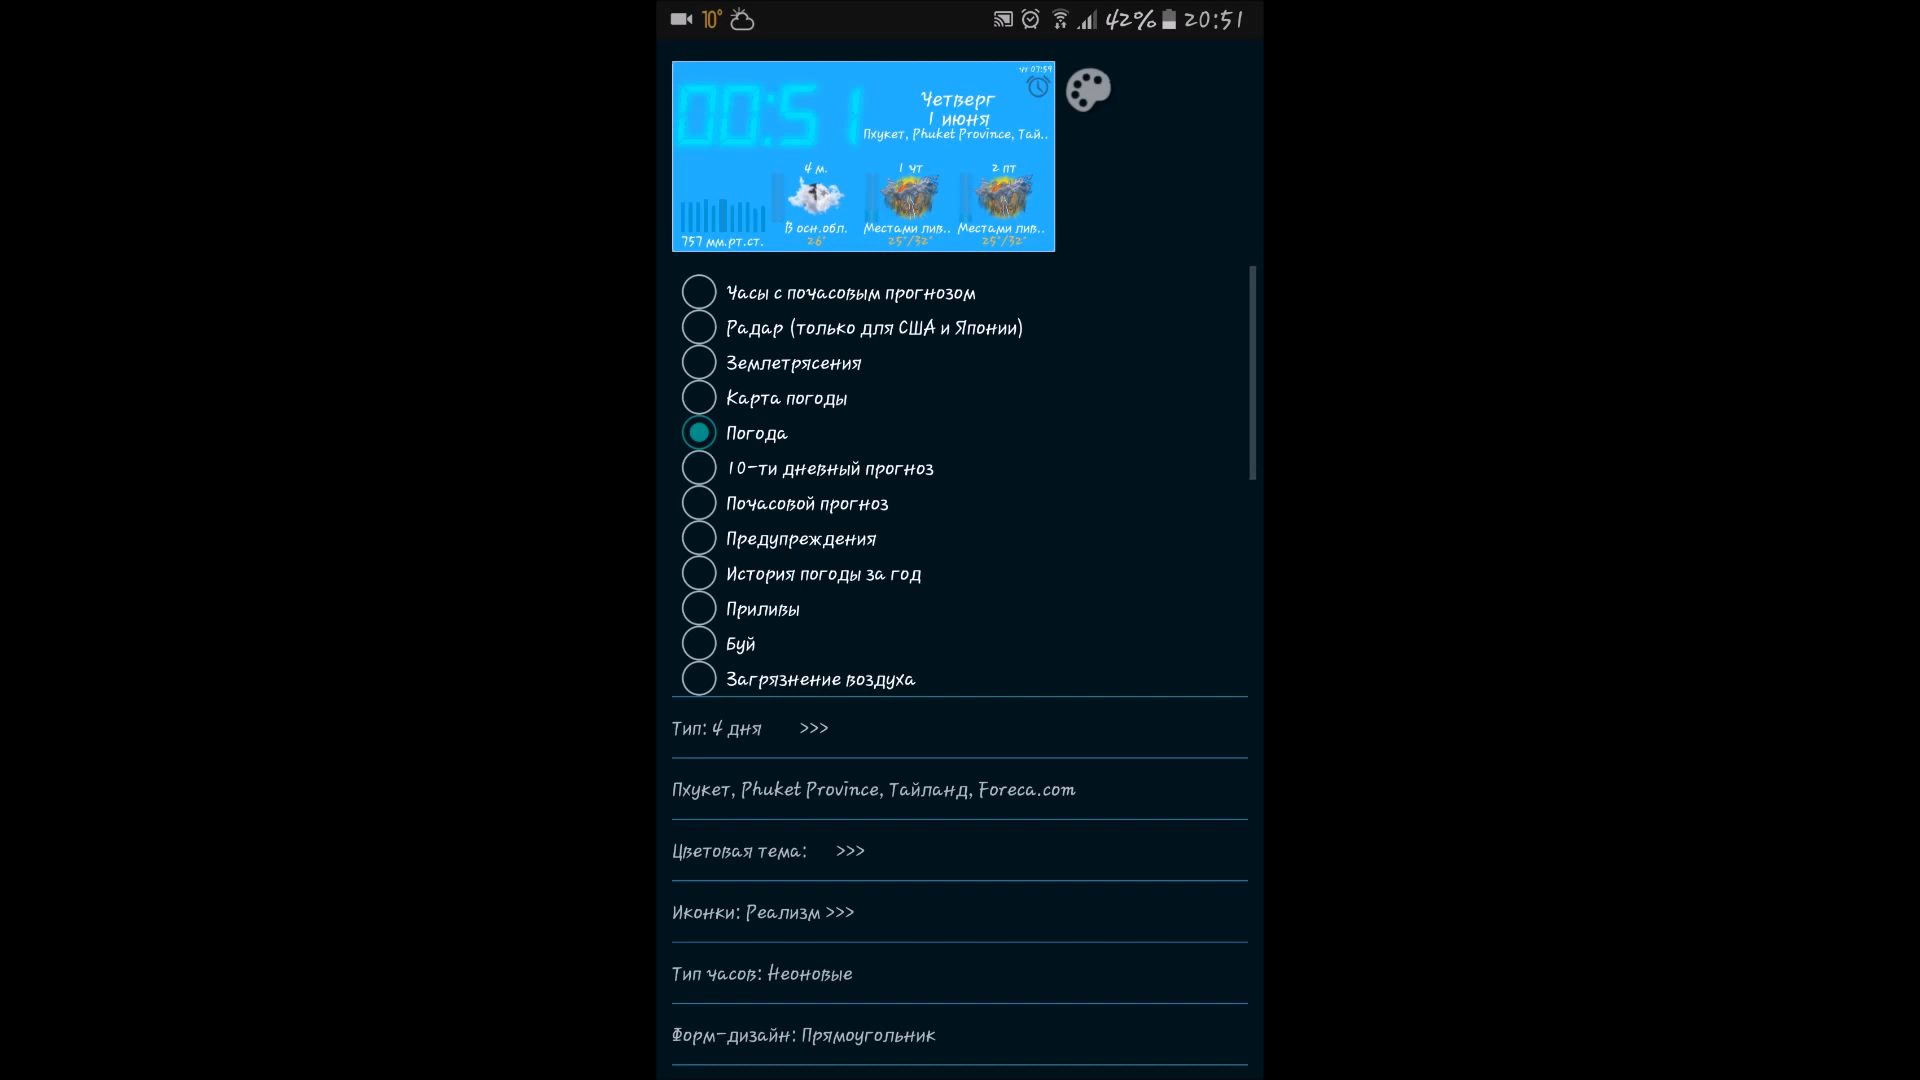 10° 42% 20:51
чт 07:59
00:51
Четверг
1 июня
Пхукет, Phuket Province, Тай..
4 м. 1 чт 2 пт
В осн.обл. Местами лив.. Местами лив..
757 мм.рт.ст. 26° 25°/32° 25°/32°
Часы с почасовым прогнозом
Радар (только для США и Японии)
Землетрясения
Карта погоды
Погода
10-ти дневный прогноз
Почасовой прогноз
Предупреждения
История погоды за год
Приливы
Буй
Загрязнение воздуха
Тип: 4 дня >>>
Пхукет, Phuket Province, Тайланд, Foreca.com
Цветовая тема: >>>
Иконки: Реализм >>>
Тип часов: Неоновые
Форм-дизайн: Прямоугольник